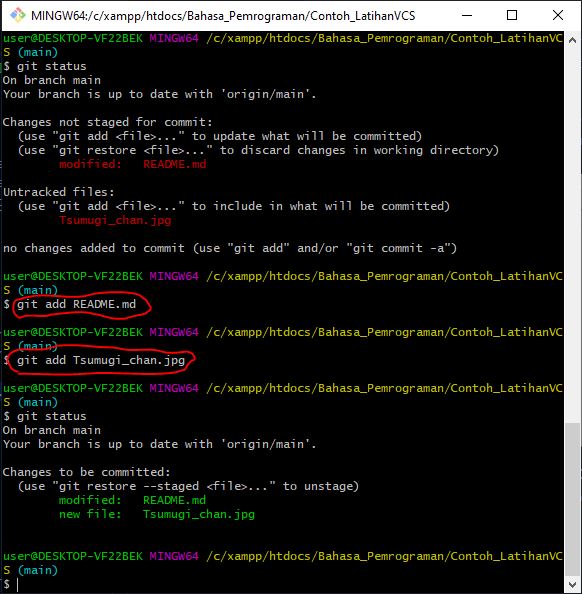 MINGW64:/c/xampp/htdocs/Bahasa_Pemrograman/Contoh_LatihanVCS
user@DESKTOP-VF22BEK MINGW64 /c/xampp/htdocs/Bahasa_Pemrograman/Contoh_LatihanVC
S (main)
$ git status
On branch main
Your branch is up to date with 'origin/main'.
Changes not staged for commit:
  (use "git add <file>..." to update what will be committed)
  (use "git restore <file>..." to discard changes in working directory)
        modified:   README.md
Untracked files:
  (use "git add <file>..." to include in what will be committed)
        Tsumugi_chan.jpg
no changes added to commit (use "git add" and/or "git commit -a")
user@DESKTOP-VF22BEK MINGW64 /c/xampp/htdocs/Bahasa_Pemrograman/Contoh_LatihanVC
S (main)
$ git add README.md
user@DESKTOP-VF22BEK MINGW64 /c/xampp/htdocs/Bahasa_Pemrograman/Contoh_LatihanVC
S (main)
$ git add Tsumugi_chan.jpg
user@DESKTOP-VF22BEK MINGW64 /c/xampp/htdocs/Bahasa_Pemrograman/Contoh_LatihanVC
S (main)
$ git status
On branch main
Your branch is up to date with 'origin/main'.
Changes to be committed:
  (use "git restore --staged <file>..." to unstage)
        modified:   README.md
        new file:   Tsumugi_chan.jpg
user@DESKTOP-VF22BEK MINGW64 /c/xampp/htdocs/Bahasa_Pemrograman/Contoh_LatihanVC
S (main)
$